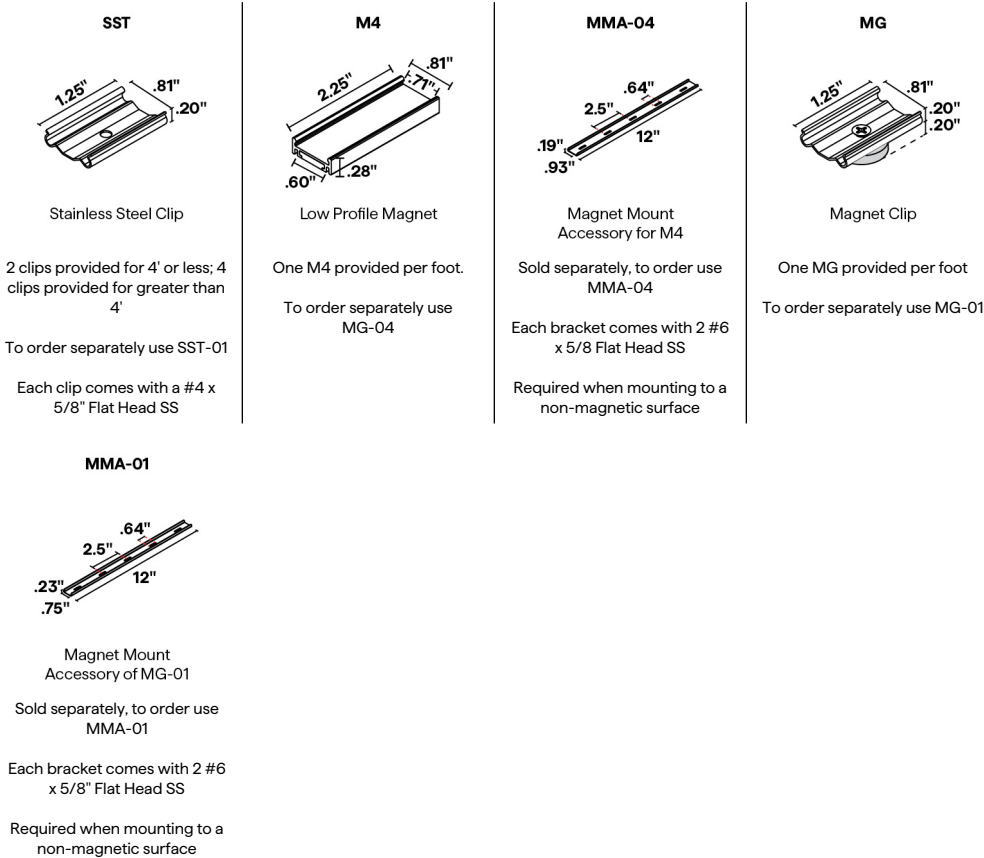 SST
1.25"
.81"
.20"
Stainless Steel Clip
2 clips provided for 4' or less; 4
clips provided for greater than
4'
To order separately use SST-01
Each clip comes with a #4 x
5/8" Flat Head SS
M4
2.25"
.81"
.71"
.60"
.28"
Low Profile Magnet
One M4 provided per foot.
To order separately use
MG-04
MMA-04
.64"
2.5"
12"
.19"
.93"
Magnet Mount
Accessory for M4
Sold separately, to order use
MMA-04
Each bracket comes with 2 #6
x 5/8 Flat Head SS
Required when mounting to a
non-magnetic surface
MG
1.25"
.81"
.20"
.20"
Magnet Clip
One MG provided per foot
To order separately use MG-01
MMA-01
.64"
2.5"
12"
.23"
.75"
Magnet Mount
Accessory of MG-01
Sold separately, to order use
MMA-01
Each bracket comes with 2 #6
x 5/8" Flat Head SS
Required when mounting to a
non-magnetic surface